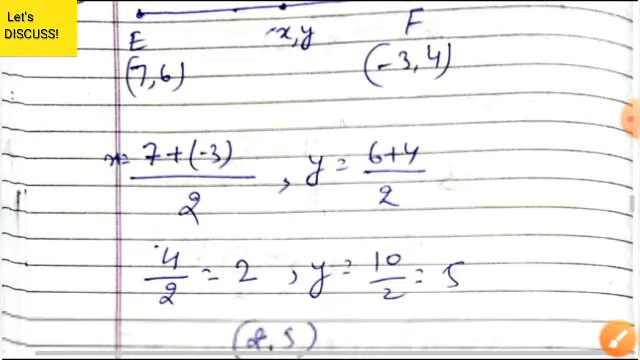 Let's
DISCUSS!
E x,y F
(7,6) (-3,4)
x= 7+(-3)/2 , y= 6+4/2
4/2 = 2 , y= 10/2 = 5
(2,5)